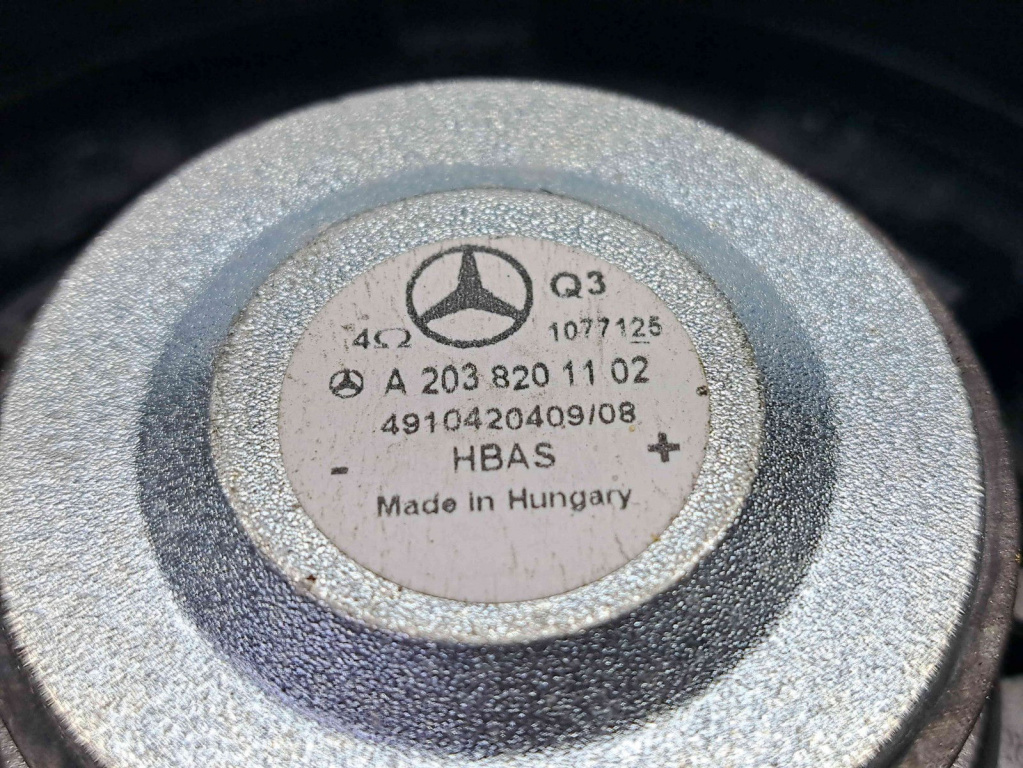 Q3
4Ω 1077125
A 203 820 11 02
4910420409/08
- HBAS +
Made in Hungary